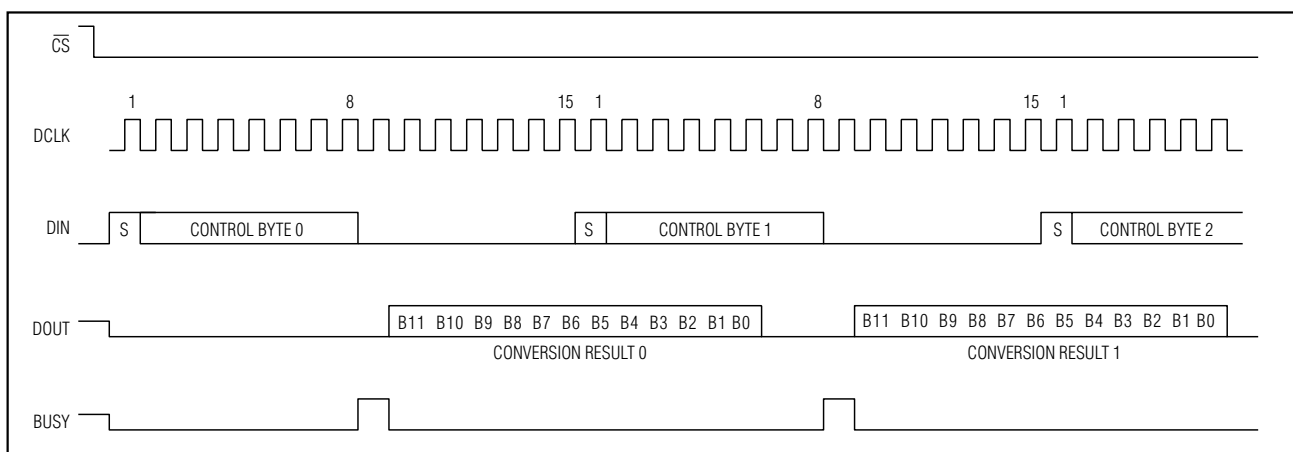 CS
1 8 15 1 8 15 1
DCLK
DIN S CONTROL BYTE 0 S CONTROL BYTE 1 S CONTROL BYTE 2
DOUT B11 B10 B9 B8 B7 B6 B5 B4 B3 B2 B1 B0 B11 B10 B9 B8 B7 B6 B5 B4 B3 B2 B1 B0
CONVERSION RESULT 0 CONVERSION RESULT 1
BUSY